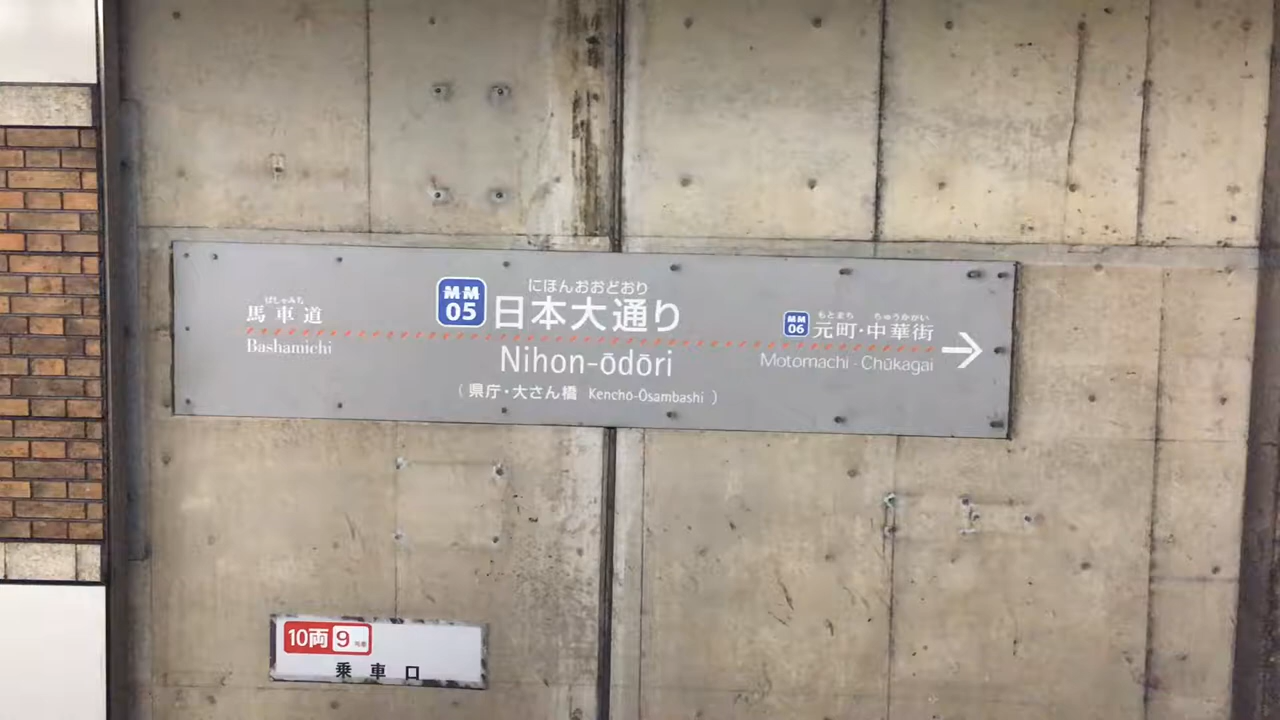 ばしゃみち
馬車道
Bashamichi
MM
05
にほんおおどおり
日本大通り
Nihon-ōdōri
(県庁・大さん橋 Kenchō-Ōsambashi)
MM
06
もとまち ちゅうかがい
元町・中華街
Motomachi · Chūkagai
→
10両 9
乗車口